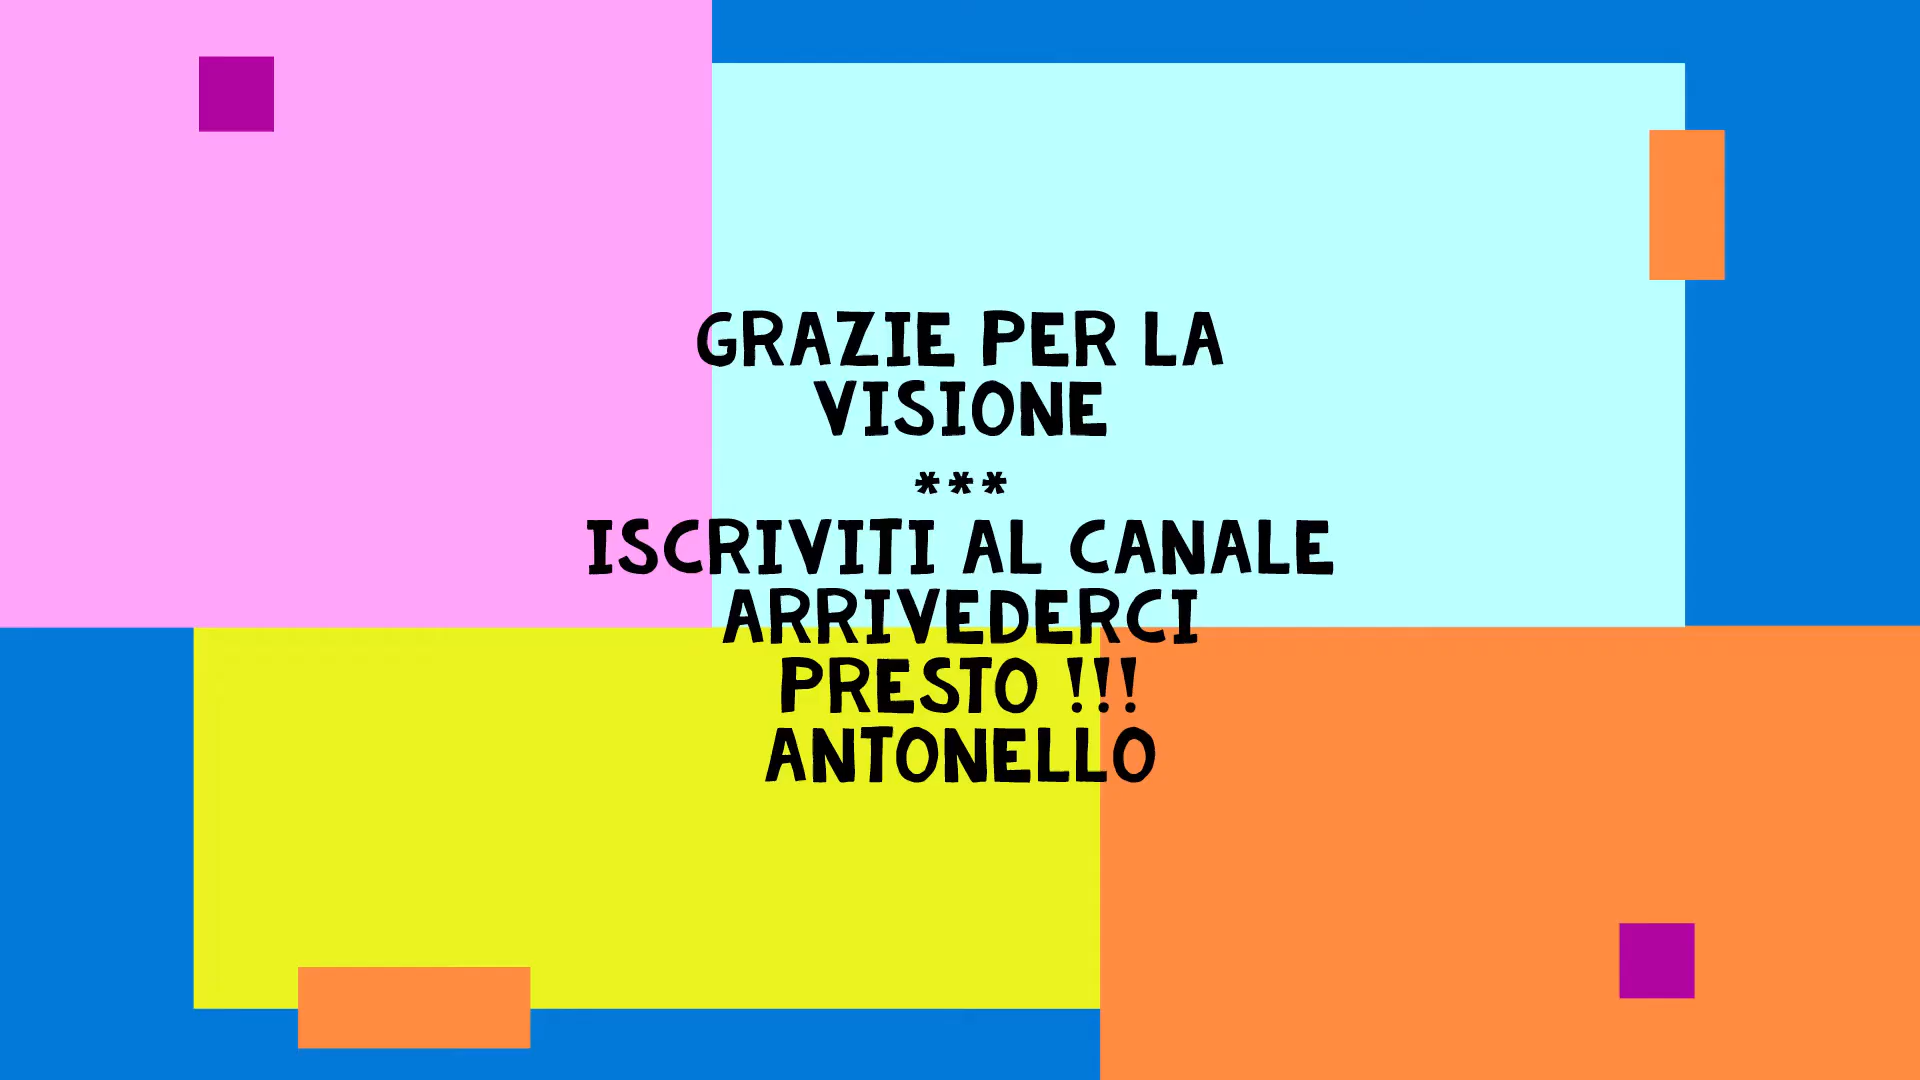 GRAZIE PER LA
VISIONE
***
ISCRIVITI AL CANALE
ARRIVEDERCI
PRESTO !!!
ANTONELLO